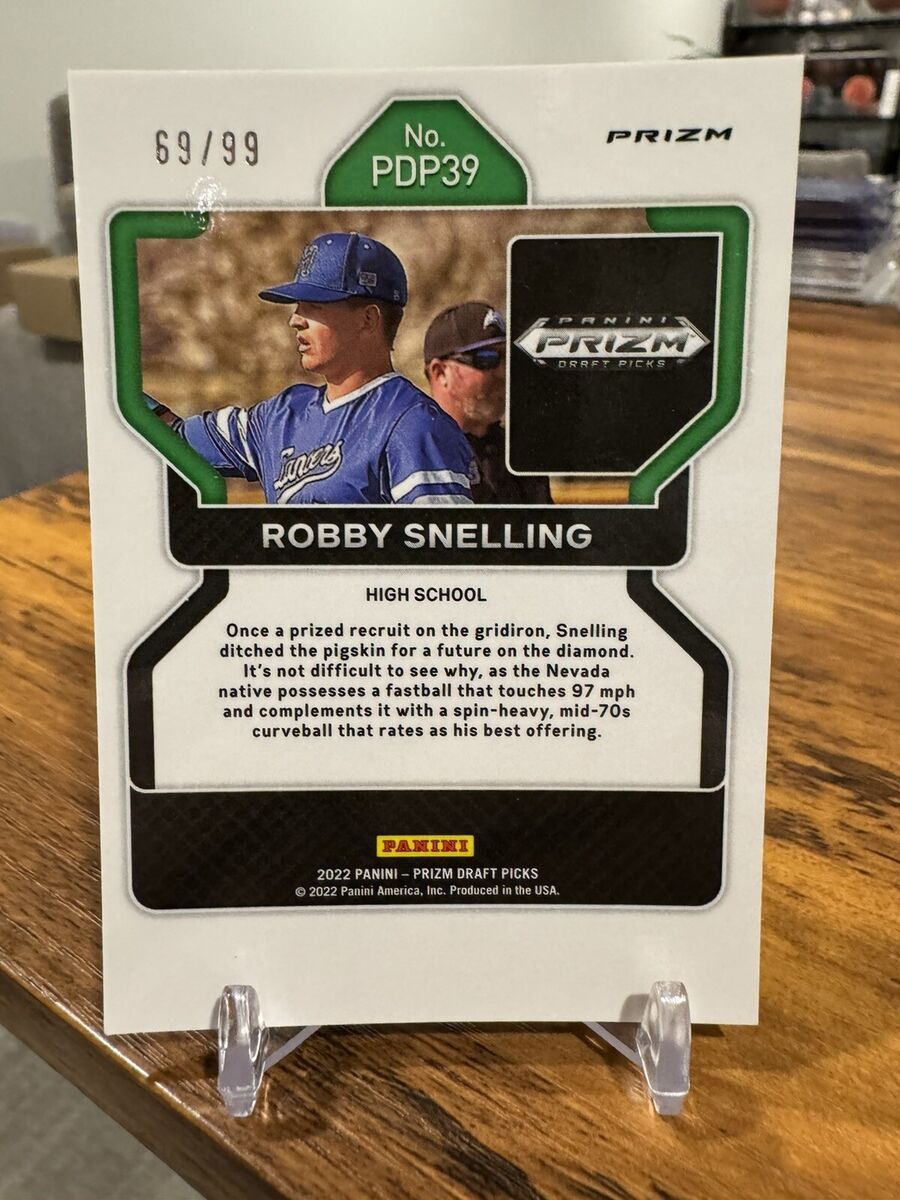 69/99
No.
PDP39
PRIZM
PANINI
PRIZM
DRAFT PICKS
Lancers
ROBBY SNELLING
HIGH SCHOOL
Once a prized recruit on the gridiron, Snelling
ditched the pigskin for a future on the diamond.
It's not difficult to see why, as the Nevada
native possesses a fastball that touches 97 mph
and complements it with a spin-heavy, mid-70s
curveball that rates as his best offering.
PANINI
2022 PANINI – PRIZM DRAFT PICKS
© 2022 Panini America, Inc. Produced in the USA.